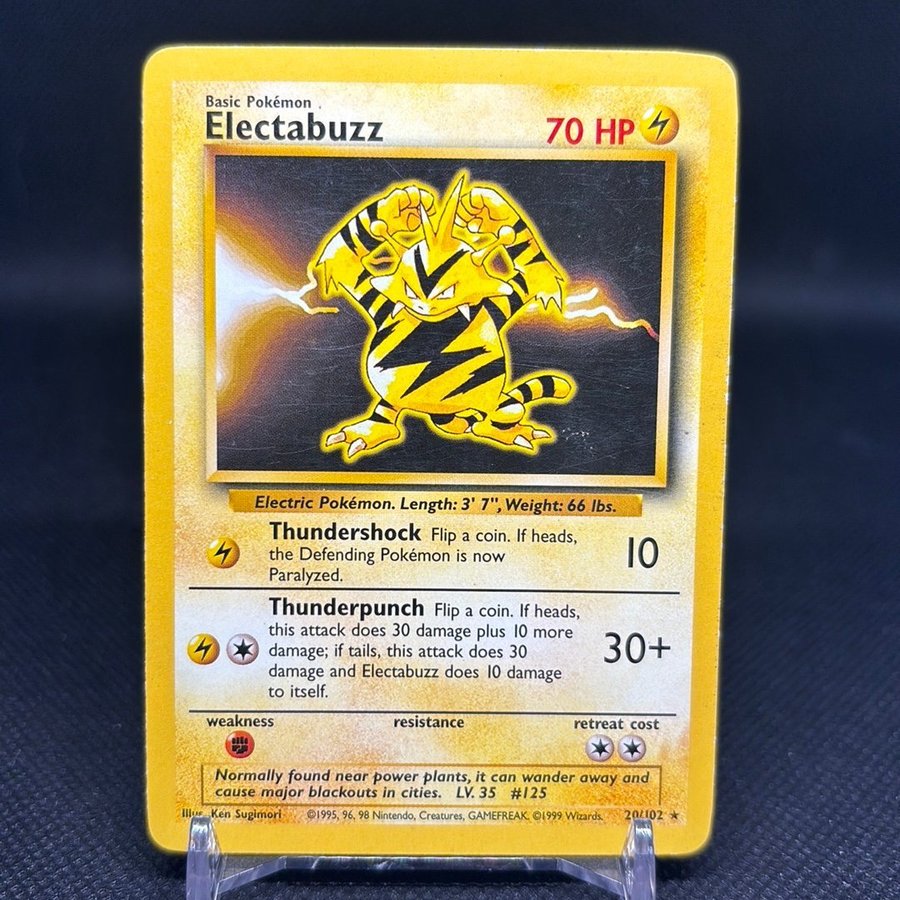 Basic Pokémon
Electabuzz
70 HP
Electric Pokémon. Length: 3' 7", Weight: 66 lbs.
Thundershock Flip a coin. If heads,
the Defending Pokémon is now
Paralyzed.
10
Thunderpunch Flip a coin. If heads,
this attack does 30 damage plus 10 more
damage; if tails, this attack does 30
damage and Electabuzz does 10 damage
to itself.
30+
weakness
resistance
retreat cost
Normally found near power plants, it can wander away and
cause major blackouts in cities. LV. 35 #125
Illus. Ken Sugimori ©1995, 96, 98 Nintendo, Creatures, GAMEFREAK. ©1999 Wizards. 20/102 ★